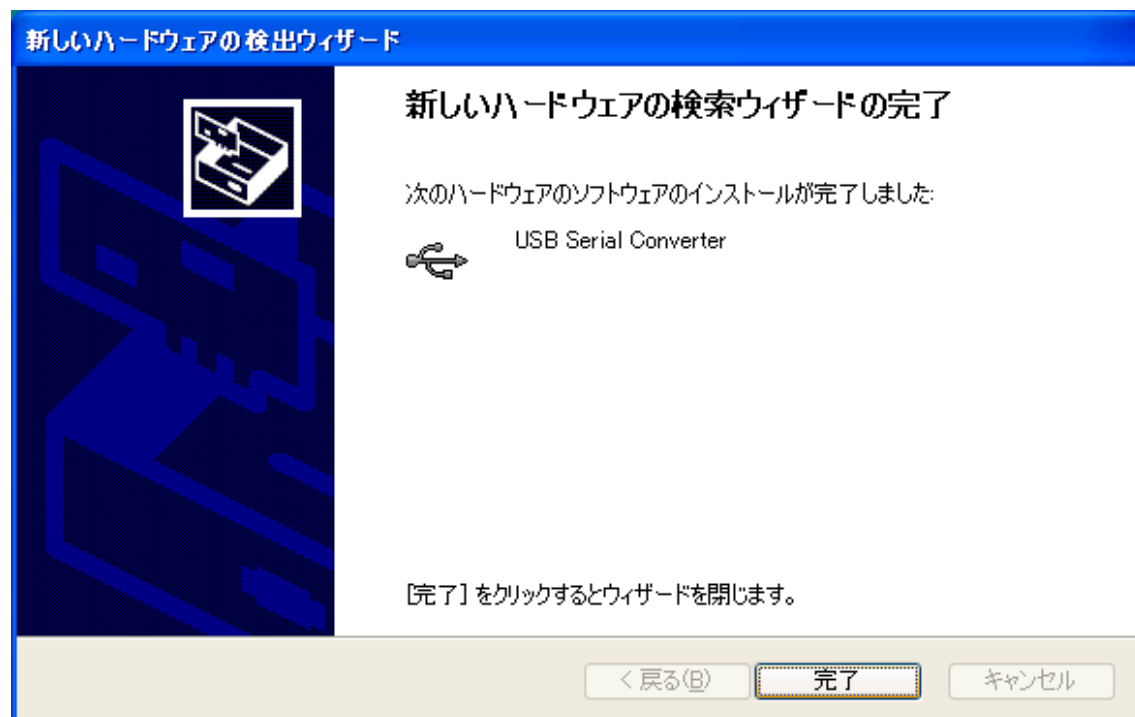 新しいハードウェアの検出ウィザード
新しいハードウェアの検索ウィザードの完了
次のハードウェアのソフトウェアのインストールが完了しました:
USB Serial Converter
[完了] をクリックするとウィザードを閉じます。
< 戻る(B)
完了
キャンセル